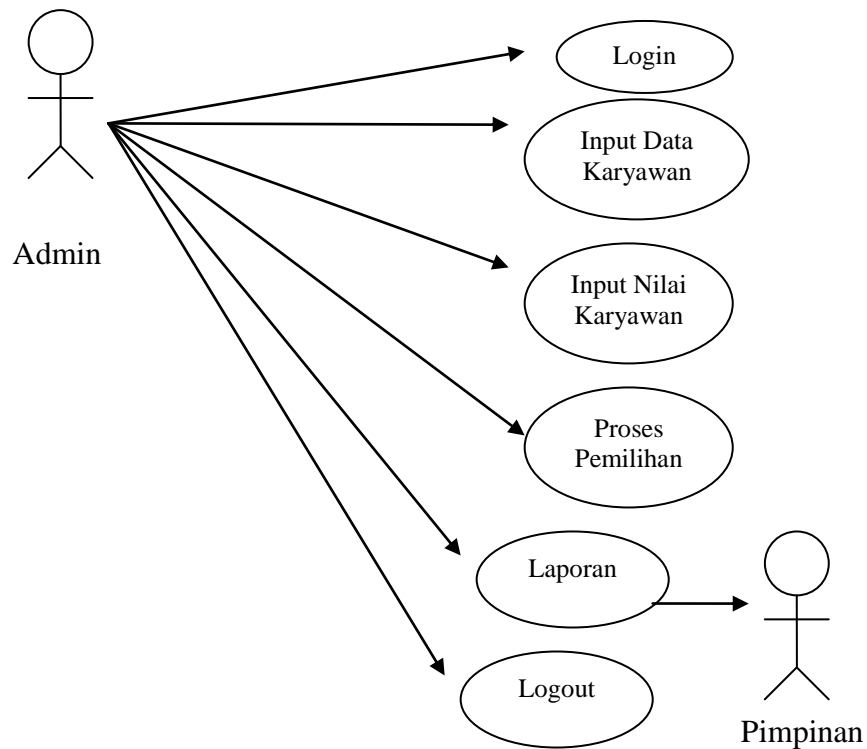 Login
Input Data
Karyawan
Admin
Input Nilai
Karyawan
Proses
Pemilihan
Laporan
Logout
Pimpinan